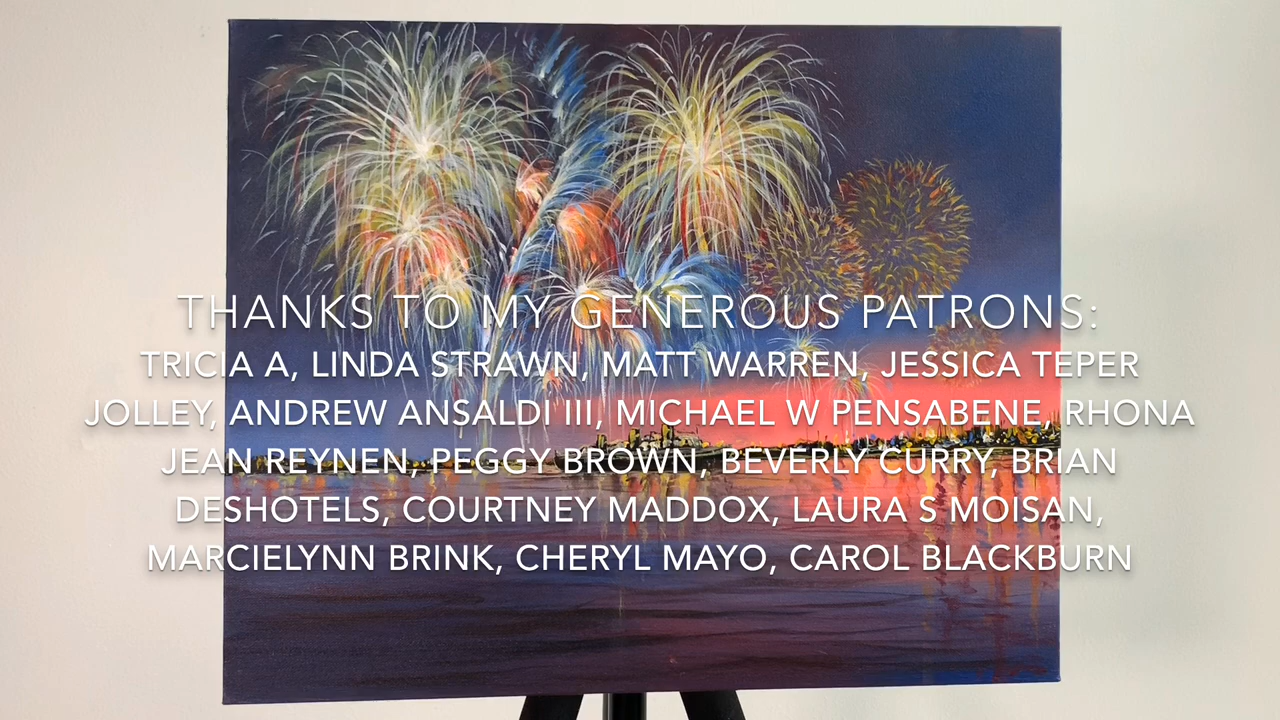 THANKS TO MY GENEROUS PATRONS:
TRICIA A, LINDA STRAWN, MATT WARREN, JESSICA TEPER
JOLLEY, ANDREW ANSALDI III, MICHAEL W PENSABENE, RHONA
JEAN REYNEN, PEGGY BROWN, BEVERLY CURRY, BRIAN
DESHOTELS, COURTNEY MADDOX, LAURA S MOISAN,
MARCIELYNN BRINK, CHERYL MAYO, CAROL BLACKBURN